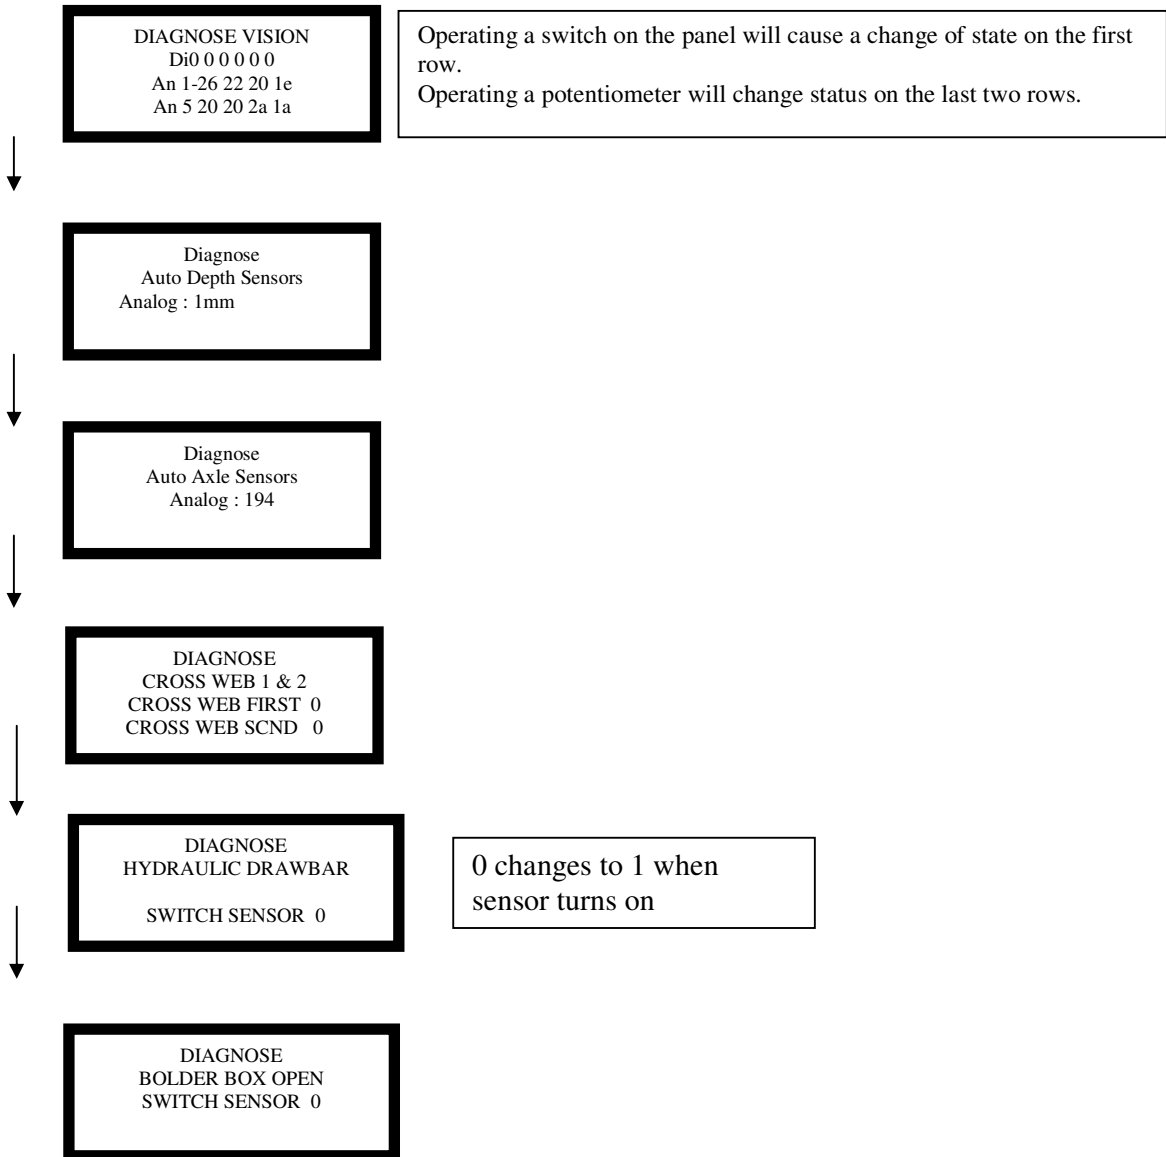 DIAGNOSE VISION
Di0 0 0 0 0 0
An 1-26 22 20 1e
An 5 20 20 2a 1a
Operating a switch on the panel will cause a change of state on the first
row.
Operating a potentiometer will change status on the last two rows.
Diagnose
Auto Depth Sensors
Analog : 1mm
Diagnose
Auto Axle Sensors
Analog : 194
DIAGNOSE
CROSS WEB 1 & 2
CROSS WEB FIRST 0
CROSS WEB SCND 0
DIAGNOSE
HYDRAULIC DRAWBAR
SWITCH SENSOR 0
0 changes to 1 when
sensor turns on
DIAGNOSE
BOLDER BOX OPEN
SWITCH SENSOR 0